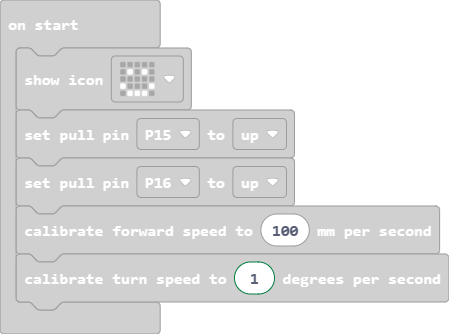 on start
show icon
set pull pin P15 to up
set pull pin P16 to up
calibrate forward speed to 100 mm per second
calibrate turn speed to 1 degrees per second